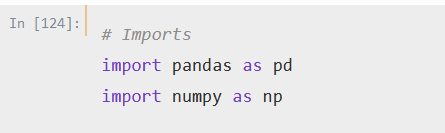 In [124]:
# Imports
import pandas as pd
import numpy as np